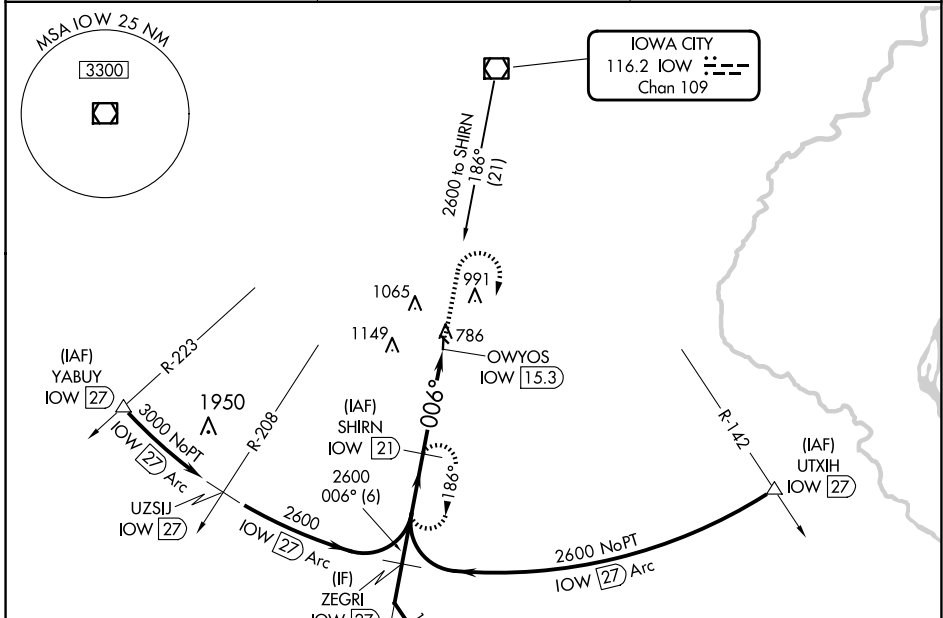 MSA IOW 25 NM
3300
IOWA CITY
116.2 IOW
Chan 109
2600 to SHIRN
186°
(21)
1065
991
1149
786
OWYOS
IOW 15.3
(IAF)
YABUY
IOW 27
R-223
3000 NoPT
IOW 27 Arc
1950
R-208
(IAF)
SHIRN
IOW 21
006°
186°
R-142
(IAF)
UTXIH
IOW 27
2600
006° (6)
UZSIJ
IOW 27
2600
IOW 27 Arc
2600 NoPT
IOW 27 Arc
(IF)
ZEGRI
IOW 27